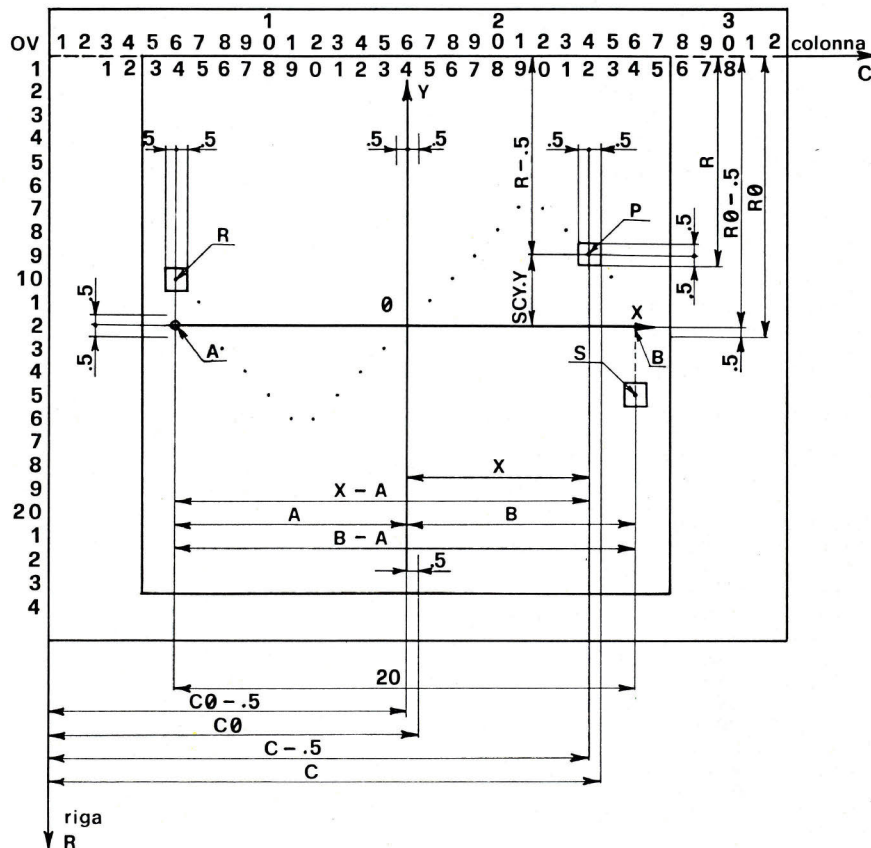 1 2 3
OV 1 2 3 4 5 6 7 8 9 0 1 2 3 4 5 6 7 8 9 0 1 2 3 4 5 6 7 8 9 0 1 2 colonna
1 1 2 3 4 5 6 7 8 9 0 1 2 3 4 5 6 7 8 9 0 1 2 3 4 5 6 7 8 C
2 Y
3
4 5 .5 .5 .5 .5
5 R-.5 R R0-.5 R0
6
7 .5
8 R P
9
10 .5 SCY.Y .5
1 0
2 X
3 .5 A S B .5
4
5
6
7
8 X
9 X - A
20 A B
1 B - A
2 .5
3
4
20
C0 - .5
C0
C - .5
C
riga
R